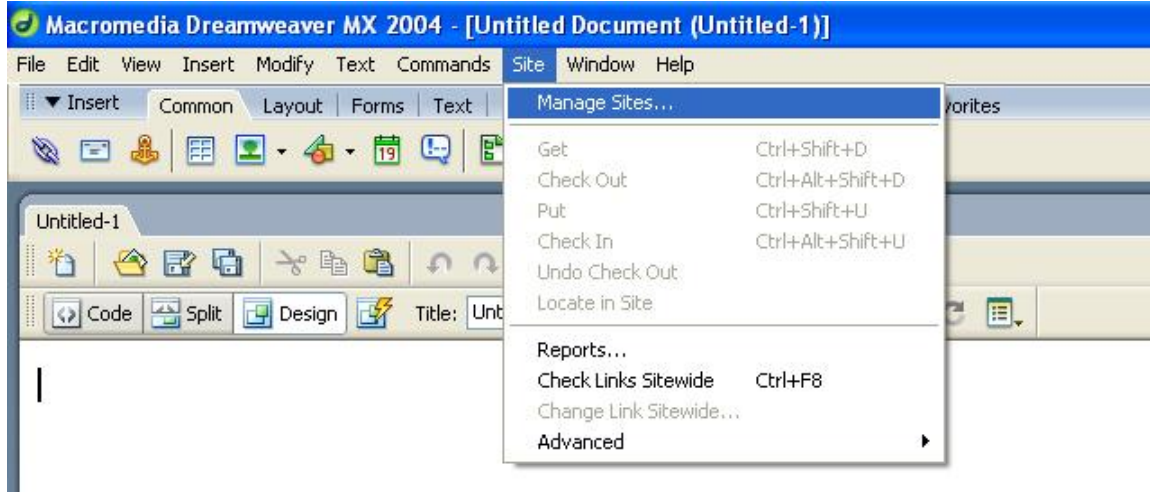 Macromedia Dreamweaver MX 2004 - [Untitled Document (Untitled-1)]
File Edit View Insert Modify Text Commands Site Window Help
▼ Insert Common Layout Forms Text
Manage Sites...
19
Get Ctrl+Shift+D
Check Out Ctrl+Alt+Shift+D
Put Ctrl+Shift+U
Check In Ctrl+Alt+Shift+U
Undo Check Out
Locate in Site
Reports...
Check Links Sitewide Ctrl+F8
Change Link Sitewide...
Advanced
Untitled-1
Code Split Design Title: Unt